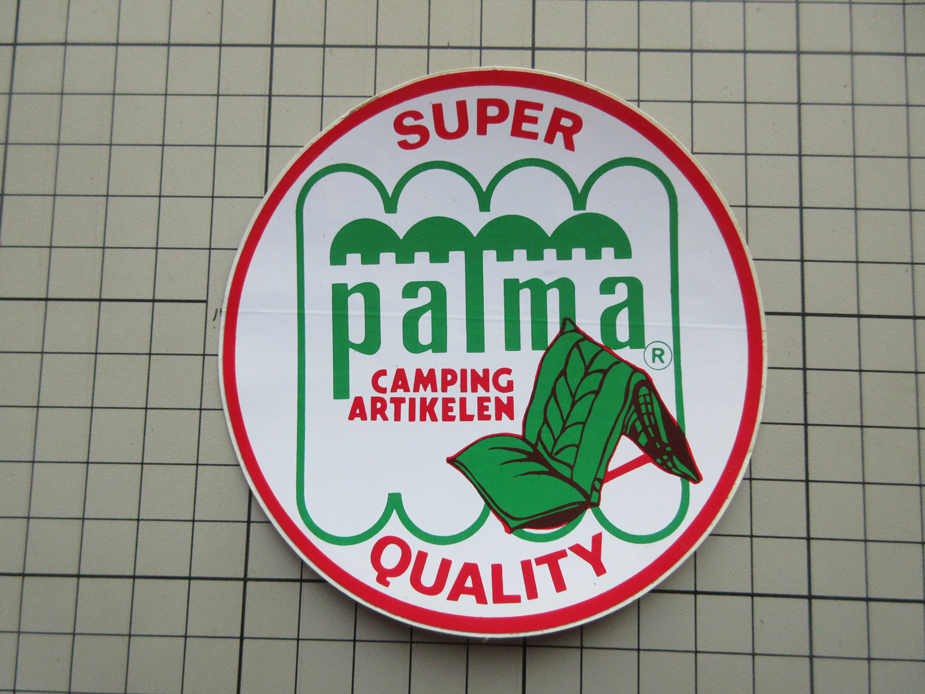 SUPER
palma
®
CAMPING
ARTIKELEN
QUALITY